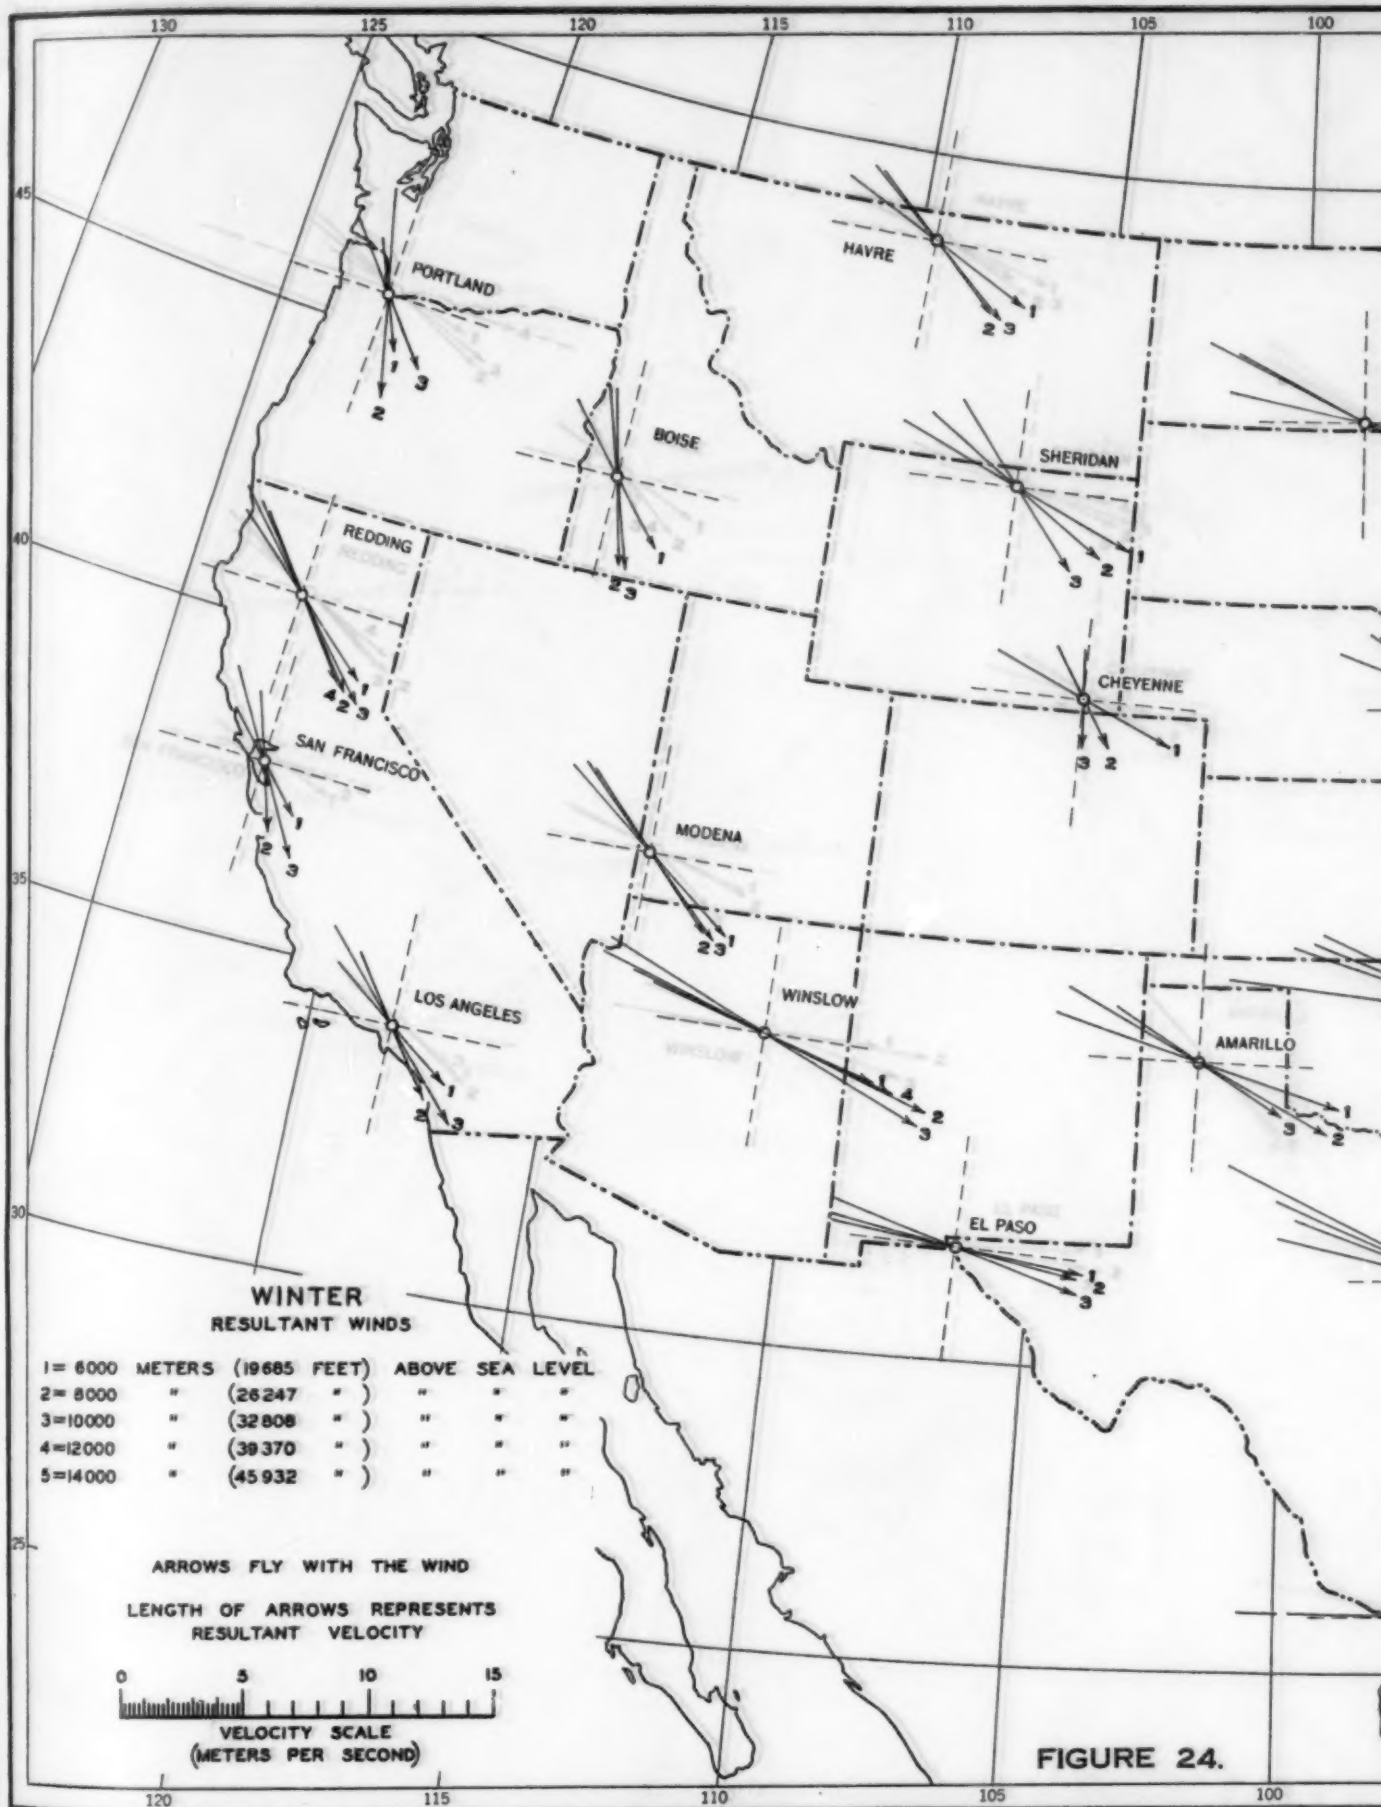 130 125 120 115 110 105 100
45
HAVRE
PORTLAND
BOISE
SHERIDAN
40
REDDING
CHEYENNE
SAN FRANCISCO
MODENA
35
LOS ANGELES
WINSLOW
AMARILLO
30
EL PASO
1 2 3
1 2 3
1 2 3
1 2 3
4 2 3 1
1 2 3
3 2 1
2 3 1
1 2 3
1 4 2 3
1 2 3
1 2 3
WINTER
RESULTANT WINDS
1= 6000 METERS (19685 FEET) ABOVE SEA LEVEL
2= 8000 " (26247 " ) " " "
3=10000 " (32808 " ) " " "
4=12000 " (39370 " ) " " "
5=14000 " (45932 " ) " " "
25
ARROWS FLY WITH THE WIND
LENGTH OF ARROWS REPRESENTS
RESULTANT VELOCITY
0 5 10 15
VELOCITY SCALE
(METERS PER SECOND)
FIGURE 24.
120 115 110 105 100